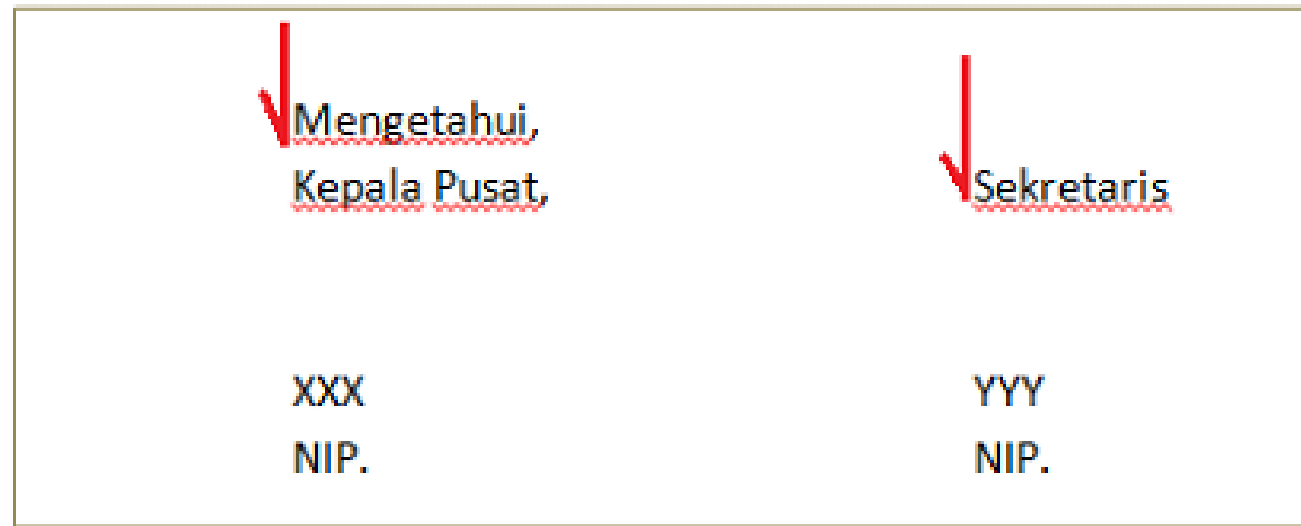 Mengetahui,
Kepala Pusat, Sekretaris
XXX YYY
NIP. NIP.